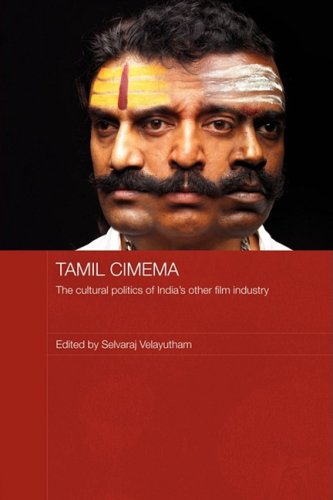 TAMIL CIMEMA
The cultural politics of India's other film industry
Edited by Selvaraj Velayutham